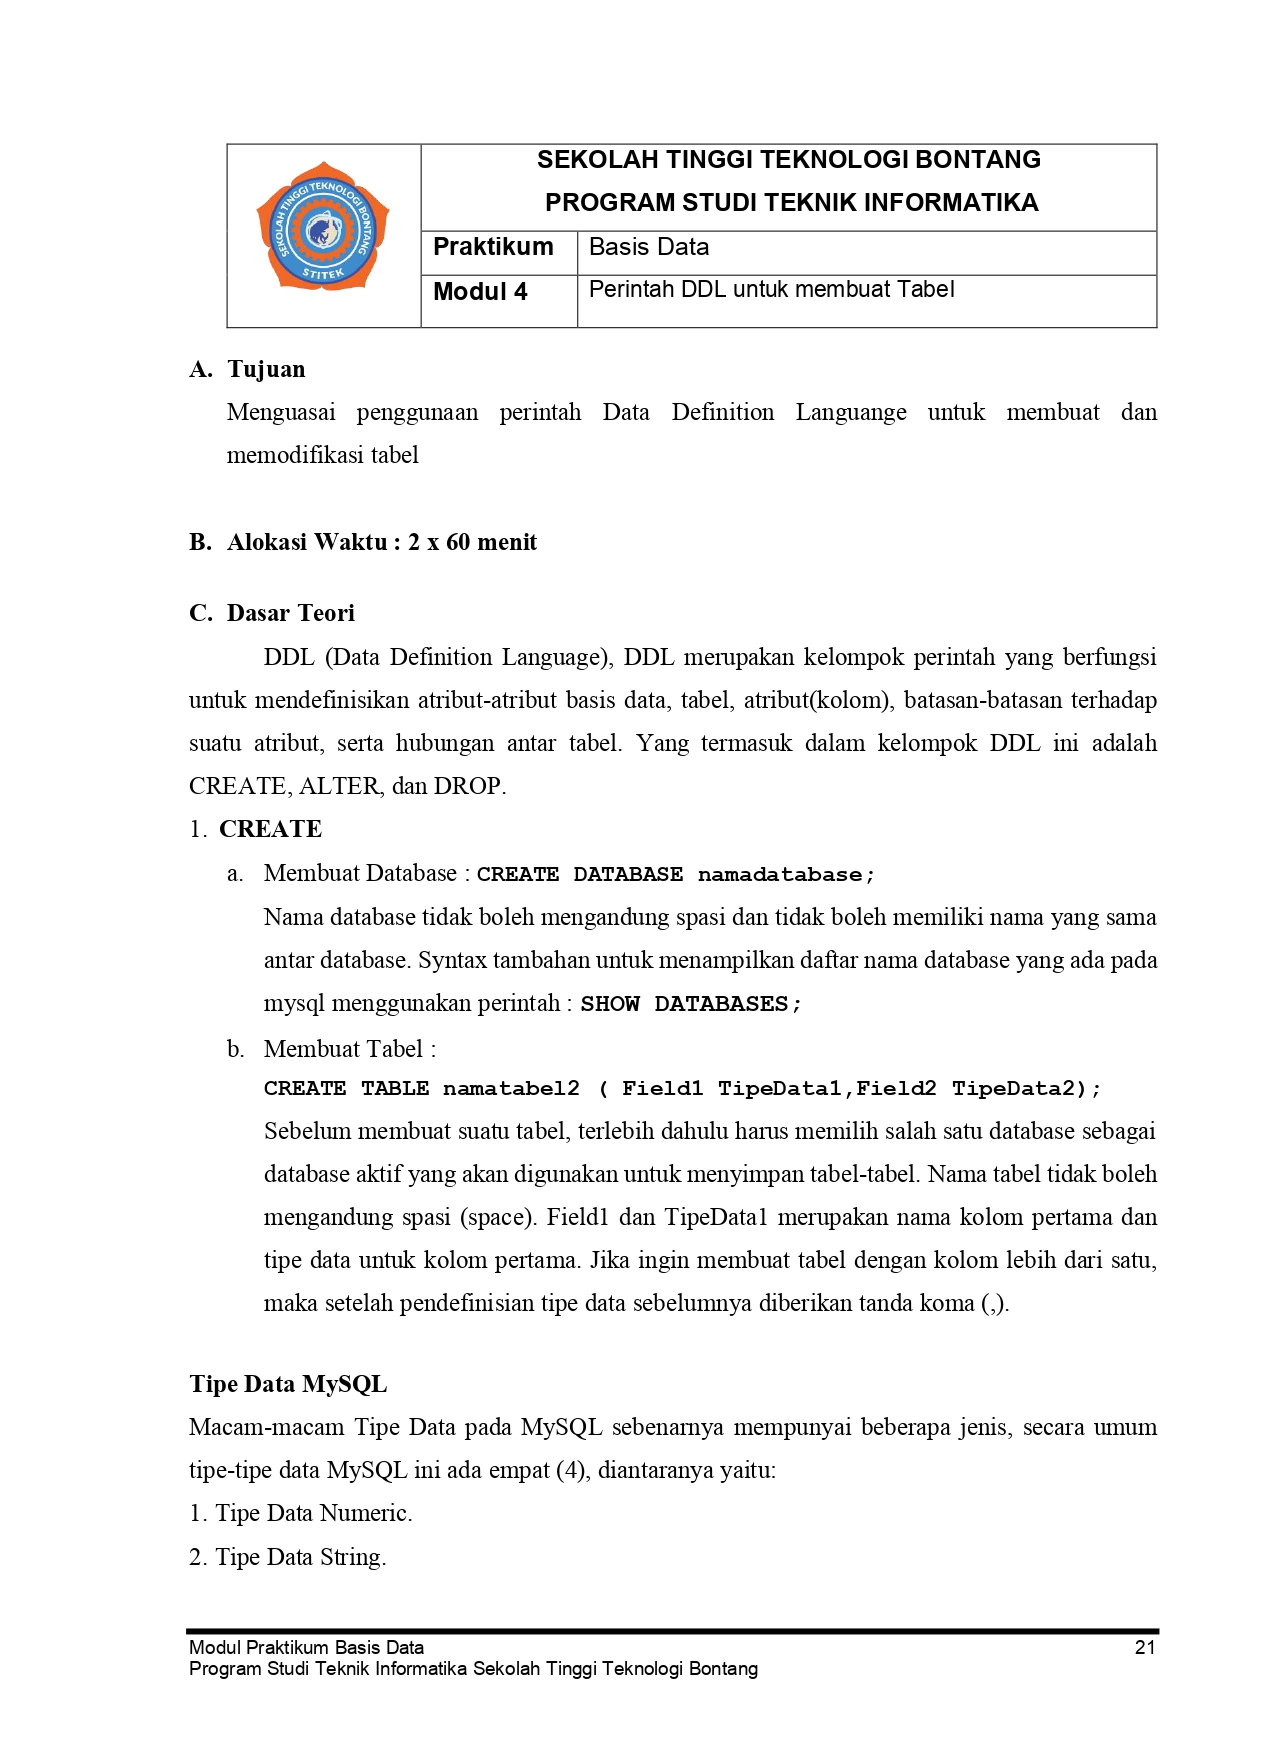 SEKOLAH TINGGI TEKNOLOGI BONTANG
STITEK
SEKOLAH TINGGI TEKNOLOGI BONTANG
PROGRAM STUDI TEKNIK INFORMATIKA
Praktikum Basis Data
Modul 4 Perintah DDL untuk membuat Tabel
A. Tujuan
Menguasai penggunaan perintah Data Definition Languange untuk membuat dan
memodifikasi tabel
B. Alokasi Waktu : 2 x 60 menit
C. Dasar Teori
DDL (Data Definition Language), DDL merupakan kelompok perintah yang berfungsi
untuk mendefinisikan atribut-atribut basis data, tabel, atribut(kolom), batasan-batasan terhadap
suatu atribut, serta hubungan antar tabel. Yang termasuk dalam kelompok DDL ini adalah
CREATE, ALTER, dan DROP.
1. CREATE
a. Membuat Database : CREATE DATABASE namadatabase;
Nama database tidak boleh mengandung spasi dan tidak boleh memiliki nama yang sama
antar database. Syntax tambahan untuk menampilkan daftar nama database yang ada pada
mysql menggunakan perintah : SHOW DATABASES;
b. Membuat Tabel :
CREATE TABLE namatabel2 ( Field1 TipeData1,Field2 TipeData2);
Sebelum membuat suatu tabel, terlebih dahulu harus memilih salah satu database sebagai
database aktif yang akan digunakan untuk menyimpan tabel-tabel. Nama tabel tidak boleh
mengandung spasi (space). Field1 dan TipeData1 merupakan nama kolom pertama dan
tipe data untuk kolom pertama. Jika ingin membuat tabel dengan kolom lebih dari satu,
maka setelah pendefinisian tipe data sebelumnya diberikan tanda koma (,).
Tipe Data MySQL
Macam-macam Tipe Data pada MySQL sebenarnya mempunyai beberapa jenis, secara umum
tipe-tipe data MySQL ini ada empat (4), diantaranya yaitu:
1. Tipe Data Numeric.
2. Tipe Data String.
Modul Praktikum Basis Data 21
Program Studi Teknik Informatika Sekolah Tinggi Teknologi Bontang